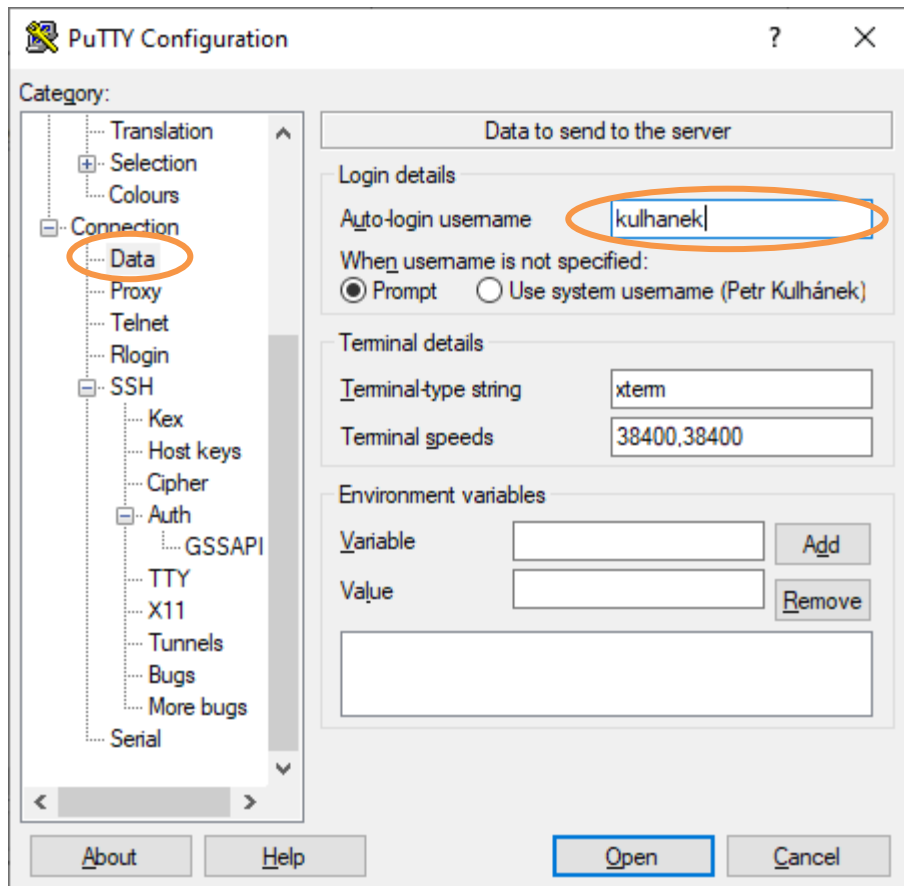 PuTTY Configuration
?
Category:
Translation
Selection
Colours
Connection
Data
Proxy
Telnet
Rlogin
SSH
Kex
Host keys
Cipher
Auth
GSSAPI
TTY
X11
Tunnels
Bugs
More bugs
Serial
Data to send to the server
Login details
Auto-login username kulhanek
When username is not specified:
Prompt Use system username (Petr Kulhánek)
Terminal details
Terminal-type string xterm
Terminal speeds 38400,38400
Environment variables
Variable Add
Value Remove
About Help Open Cancel